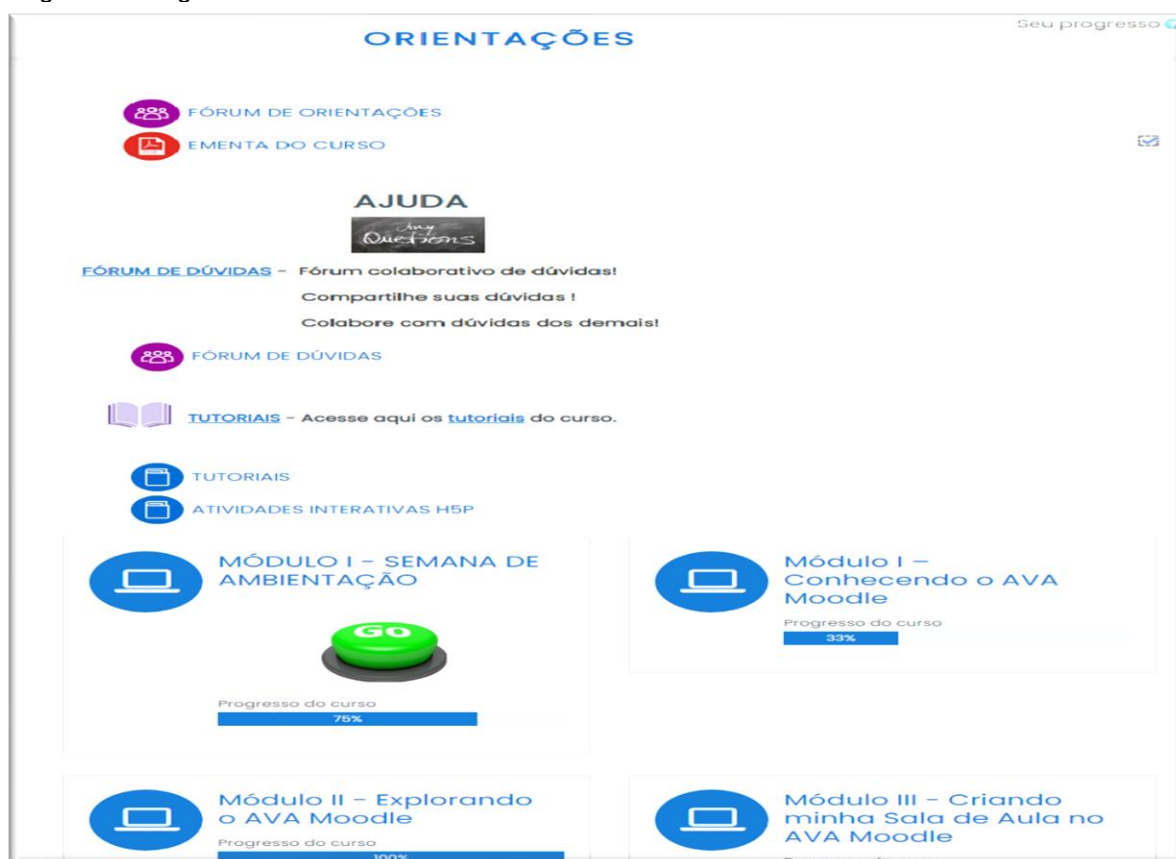 Seu progresso
ORIENTAÇÕES
FÓRUM DE ORIENTAÇÕES
EMENTA DO CURSO
AJUDA
Any
Questions
FÓRUM DE DÚVIDAS - Fórum colaborativo de dúvidas!
Compartilhe suas dúvidas !
Colabore com dúvidas dos demais!
FÓRUM DE DÚVIDAS
TUTORIAIS - Acesse aqui os tutoriais do curso.
TUTORIAIS
ATIVIDADES INTERATIVAS H5P
MÓDULO I - SEMANA DE
AMBIENTAÇÃO
GO
Progresso do curso
75%
Módulo I –
Conhecendo o AVA
Moodle
Progresso do curso
33%
Módulo II - Explorando
o AVA Moodle
Progresso do curso
100%
Módulo III - Criando
minha Sala de Aula no
AVA Moodle